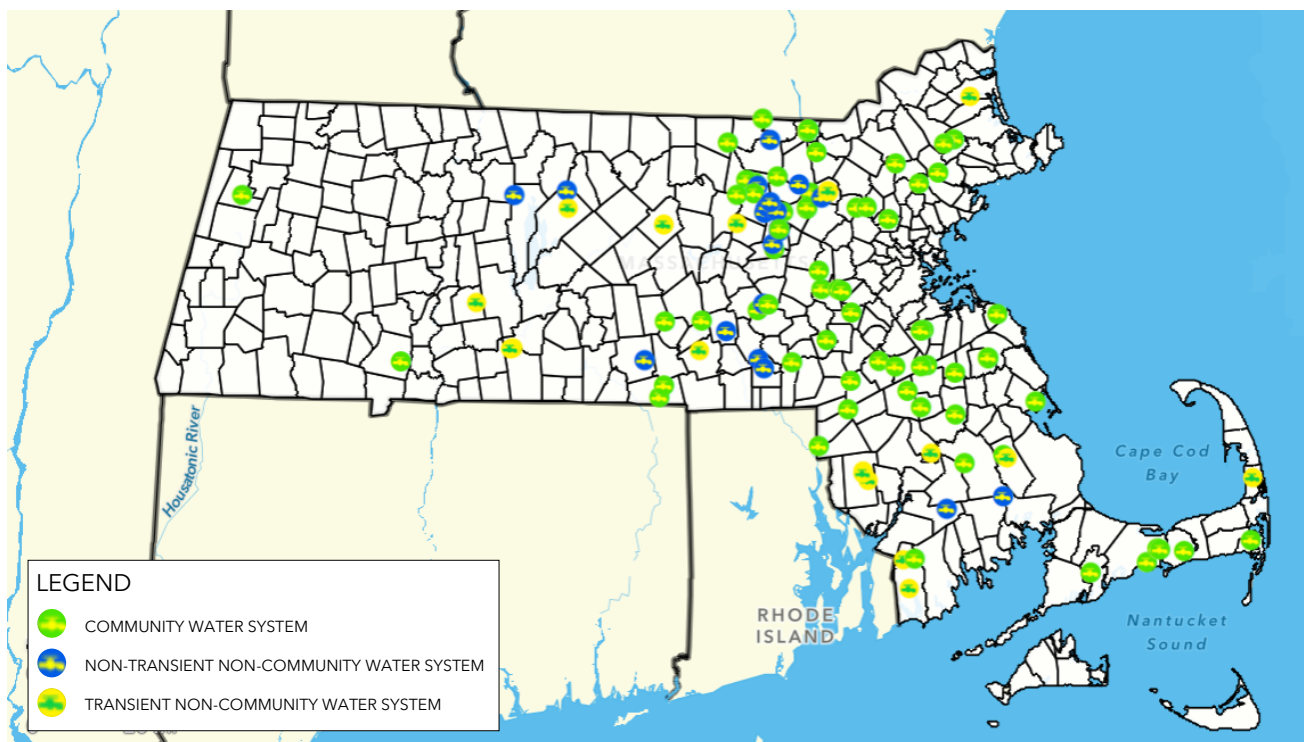 MASSACHUSETTS
Housatonic River
Cape Cod
Bay
RHODE
ISLAND
Nantucket
Sound
LEGEND
COMMUNITY WATER SYSTEM
NON-TRANSIENT NON-COMMUNITY WATER SYSTEM
TRANSIENT NON-COMMUNITY WATER SYSTEM